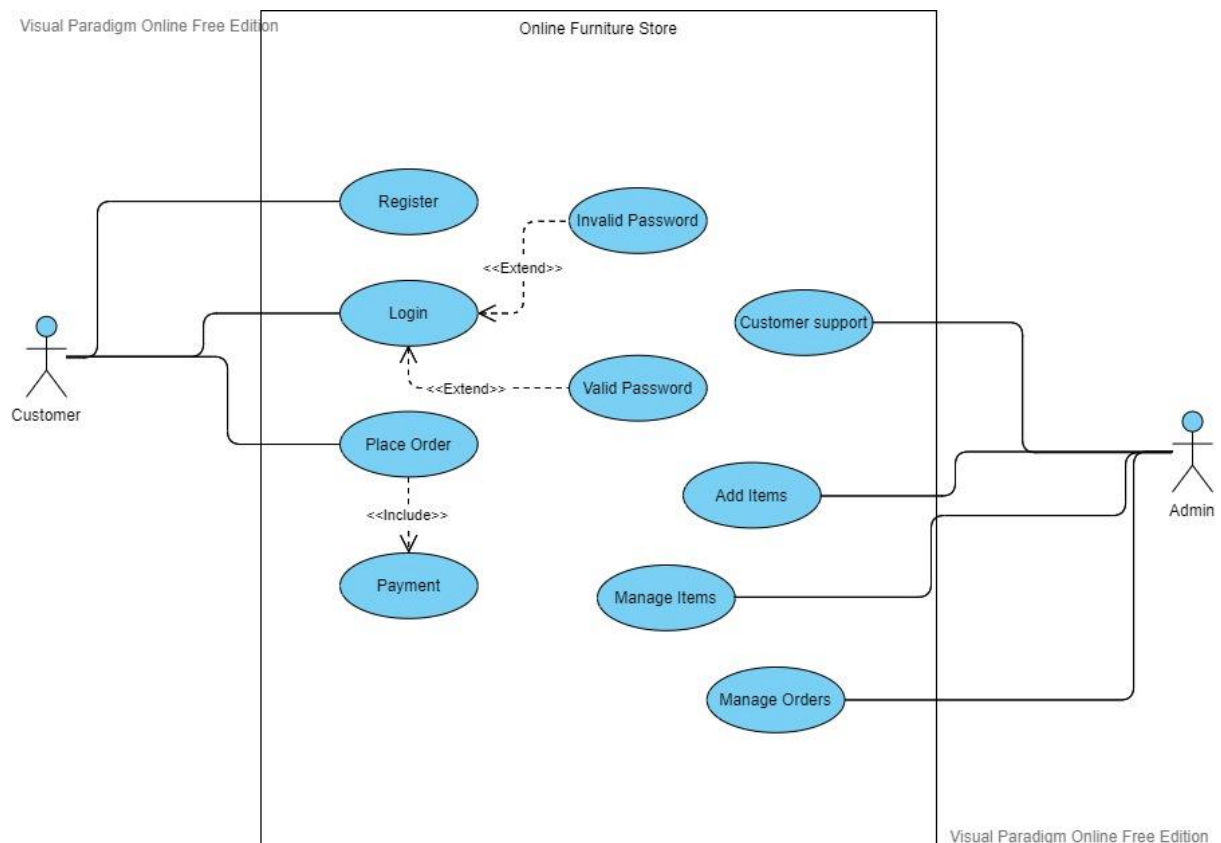 Visual Paradigm Online Free Edition
Online Furniture Store
Register
Invalid Password
<<Extend>>
Login
Customer support
<<Extend>>
Valid Password
Customer
Place Order
Add Items
Admin
<<Include>>
Payment
Manage Items
Manage Orders
Visual Paradigm Online Free Edition